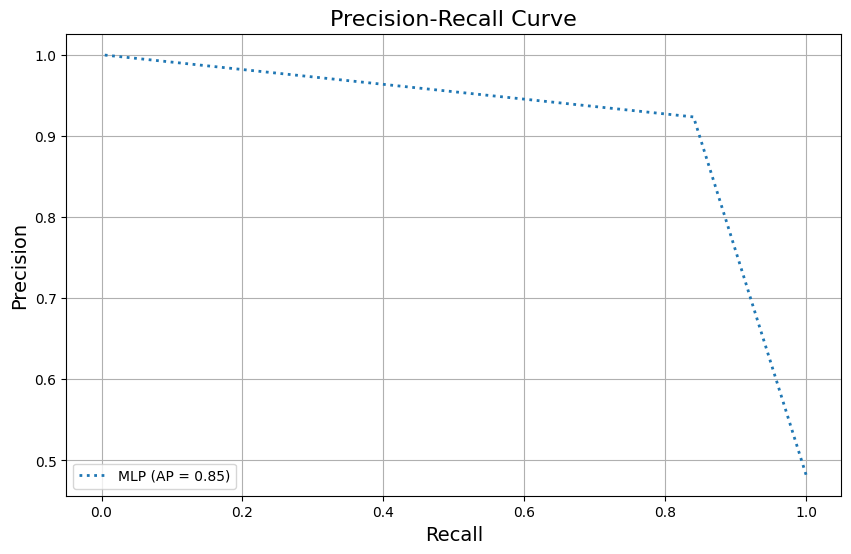 Precision-Recall Curve
1.0
0.9
0.8
0.7
0.6
0.5
Precision
MLP (AP = 0.85)
0.0 0.2 0.4 0.6 0.8 1.0
Recall